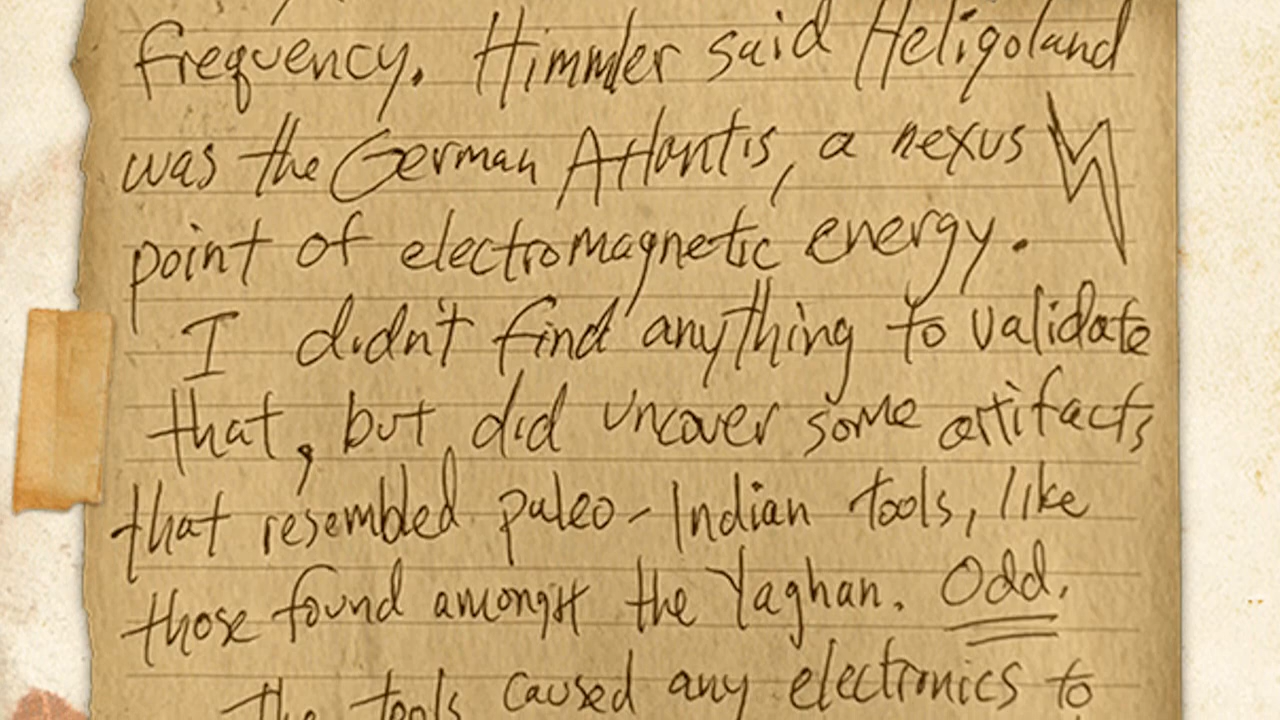 frequency. Himmler said Heligoland
was the German Atlantis, a nexus
point of electromagnetic energy.
I didn't find anything to validate
that, but did uncover some artifacts
that resembled paleo-Indian tools, like
those found amongst the Yaghan. Odd.
the tools caused any electronics to